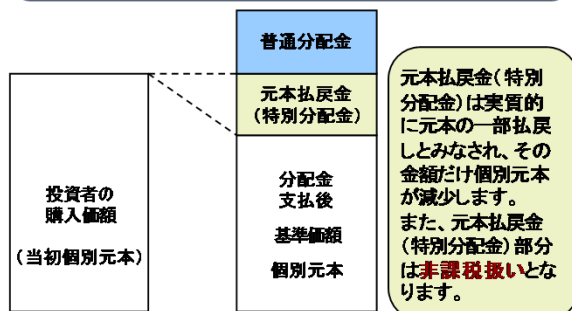 普通分配金
元本払戻金
(特別分配金)
分配金
支払後
基準価額
個別元本
投資者の
購入価額
(当初個別元本)
元本払戻金(特別
分配金)は実質的
に元本の一部払戻
しとみなされ、その
金額だけ個別元本
が減少します。
また、元本払戻金
(特別分配金)部分
は非課税扱いとな
ります。